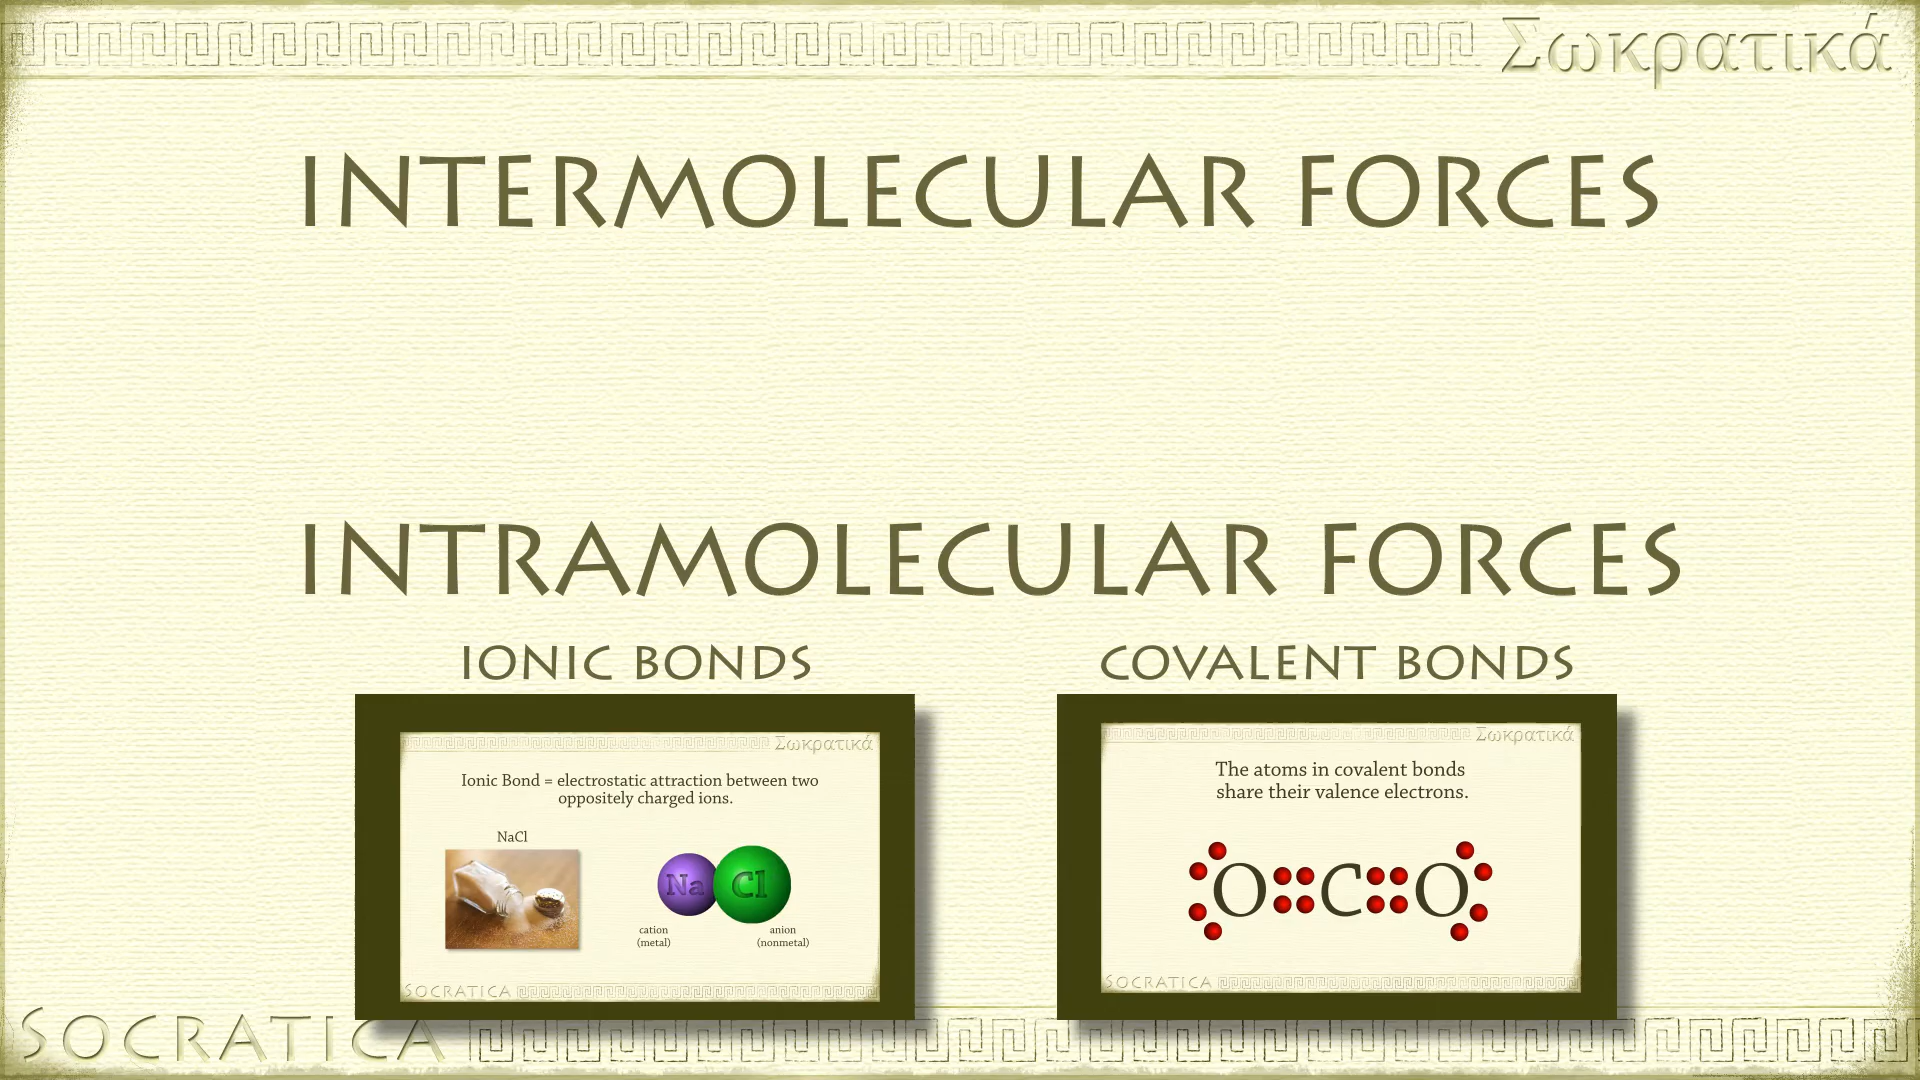 Σωκρατικά
INTERMOLECULAR FORCES
INTRAMOLECULAR FORCES
IONIC BONDS
COVALENT BONDS
Σωκρατικά
Ionic Bond = electrostatic attraction between two
oppositely charged ions.
NaCl
Na Cl
cation
(metal)
anion
(nonmetal)
SOCRATICA
Σωκρατικά
The atoms in covalent bonds
share their valence electrons.
O C O
SOCRATICA
SOCRATICA